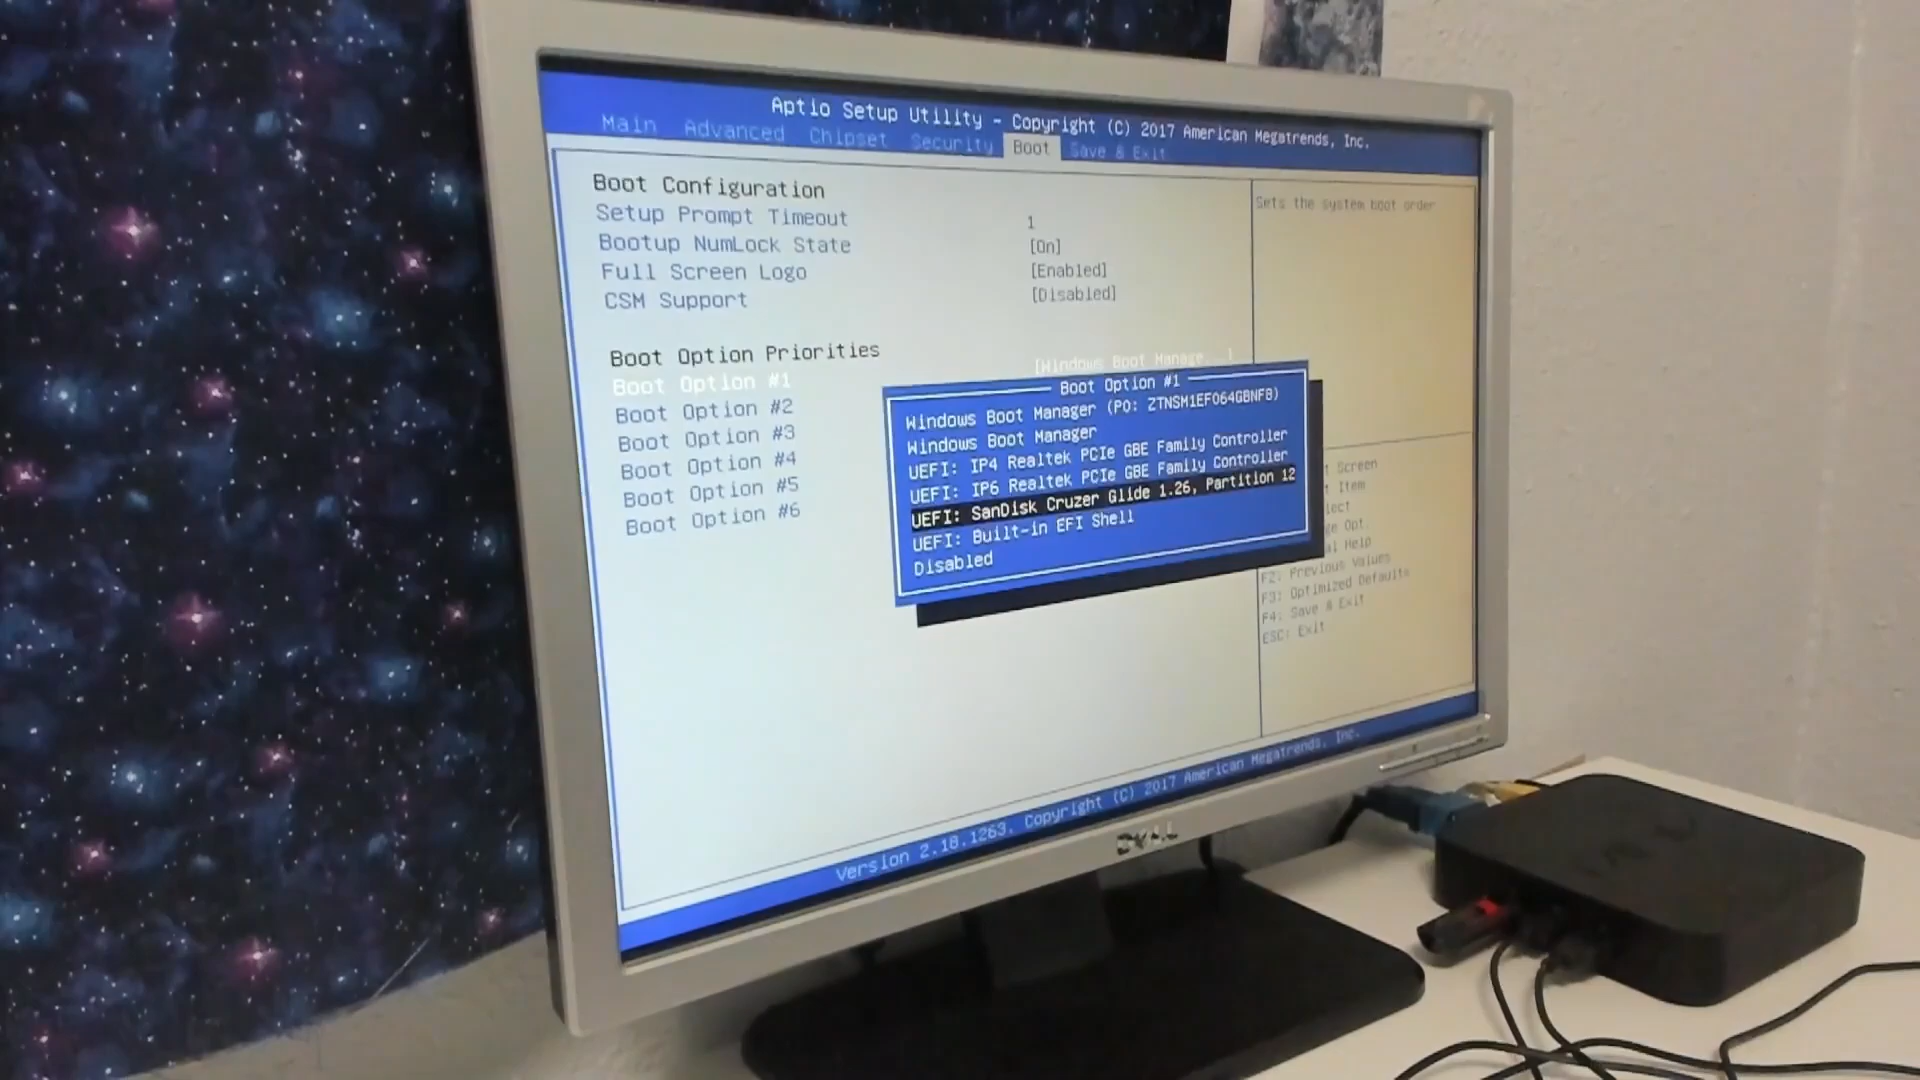 Aptio Setup Utility - Copyright (C) 2017 American Megatrends, Inc.
Main Advanced Chipset Security Boot Save & Exit
Boot Configuration
Setup Prompt Timeout 1
Bootup NumLock State [On]
Full Screen Logo [Enabled]
CSM Support [Disabled]
Boot Option Priorities
Boot Option #1 [Windows Boot Manage
Boot Option #2
Boot Option #3
Boot Option #4
Boot Option #5
Boot Option #6
Boot Option #1
Windows Boot Manager (P0: ZTNSM1EF064GBNFB)
Windows Boot Manager
UEFI: IP4 Realtek PCIe GBE Family Controller
UEFI: IP6 Realtek PCIe GBE Family Controller
UEFI: SanDisk Cruzer Glide 1.26, Partition 12
UEFI: Built-in EFI Shell
Disabled
Sets the system boot order
Screen
Item
Opt.
Help
F2: Previous Values
F3: Optimized Defaults
F4: Save & Exit
ESC: Exit
Version 2.18.1263. Copyright (C) 2017 American Megatrends, Inc.
DELL